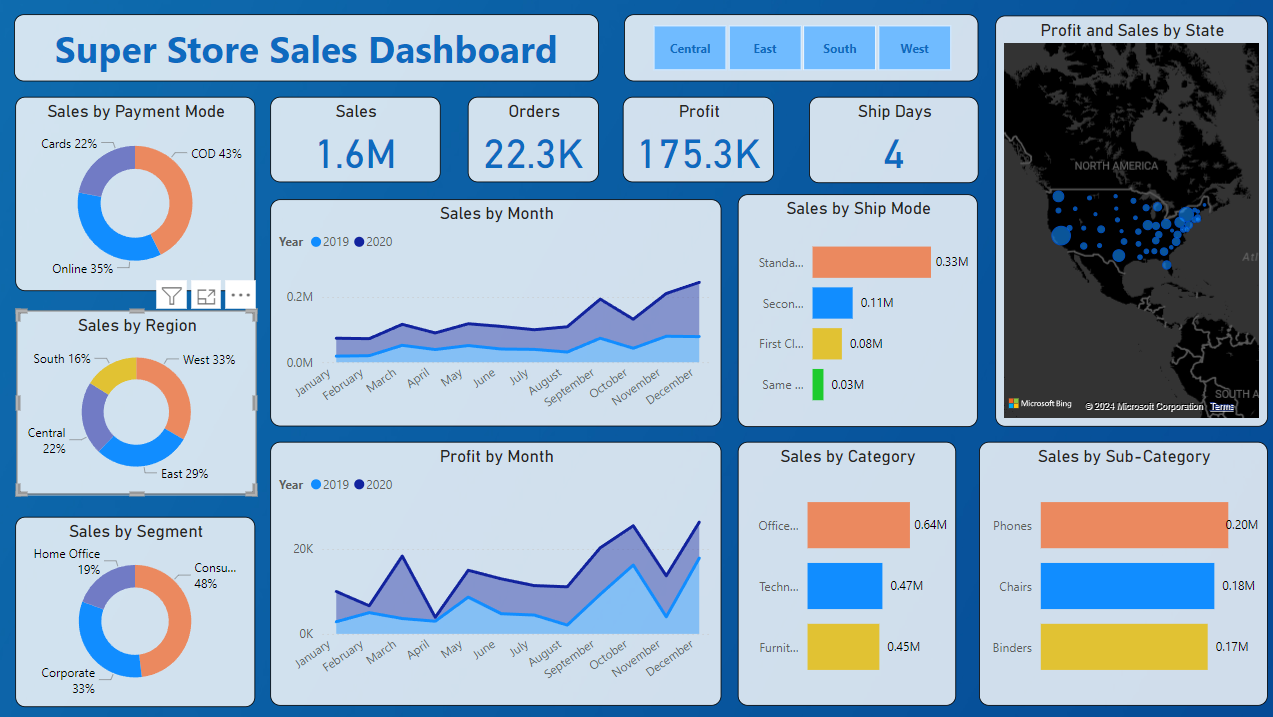 Super Store Sales Dashboard
Central
East
South
West
Profit and Sales by State
NORTH AMERICA
Atl
SOUTH A
Microsoft Bing
© 2024 Microsoft Corporation
Terms
Sales by Payment Mode
Cards 22%
COD 43%
Online 35%
Sales
1.6M
Orders
22.3K
Profit
175.3K
Ship Days
4
Sales by Month
Year 2019 2020
0.2M
0.0M
January
February
March
April
May
June
July
August
September
October
November
December
Sales by Ship Mode
Standa... 0.33M
Secon... 0.11M
First Cl... 0.08M
Same ... 0.03M
Sales by Region
South 16%
West 33%
Central
22%
East 29%
Sales by Segment
Home Office
19%
Consu...
48%
Corporate
33%
Profit by Month
Year 2019 2020
20K
0K
January
February
March
April
May
June
July
August
September
October
November
December
Sales by Category
Office... 0.64M
Techn... 0.47M
Furnit... 0.45M
Sales by Sub-Category
Phones 0.20M
Chairs 0.18M
Binders 0.17M